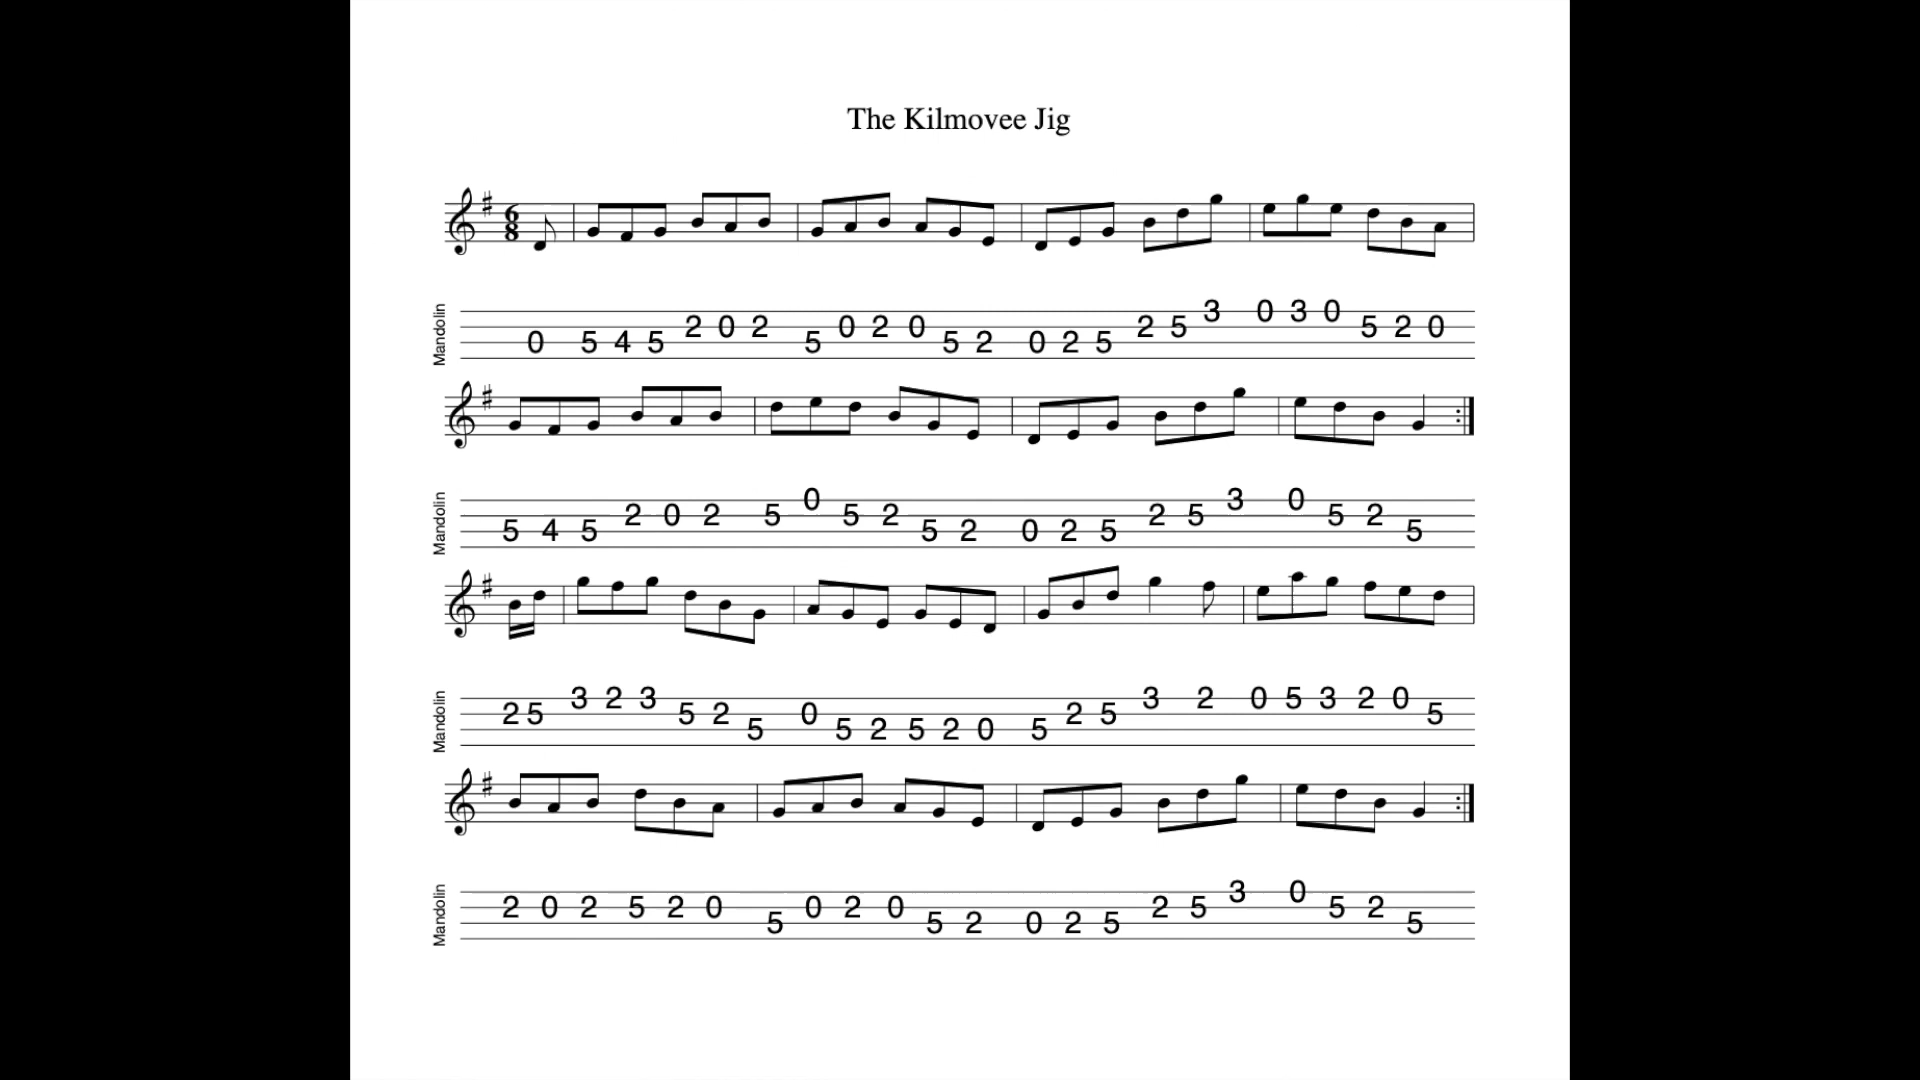 The Kilmovee Jig
6
8
Mandolin
0 5 4 5 2 0 2 5 0 2 0 5 2 0 2 5 2 5 3 0 3 0 5 2 0
Mandolin
5 4 5 2 0 2 5 0 5 2 5 2 0 2 5 2 5 3 0 5 2 5
Mandolin
2 5 3 2 3 5 2 5 0 5 2 5 2 0 5 2 5 3 2 0 5 3 2 0 5
Mandolin
2 0 2 5 2 0 5 0 2 0 5 2 0 2 5 2 5 3 0 5 2 5